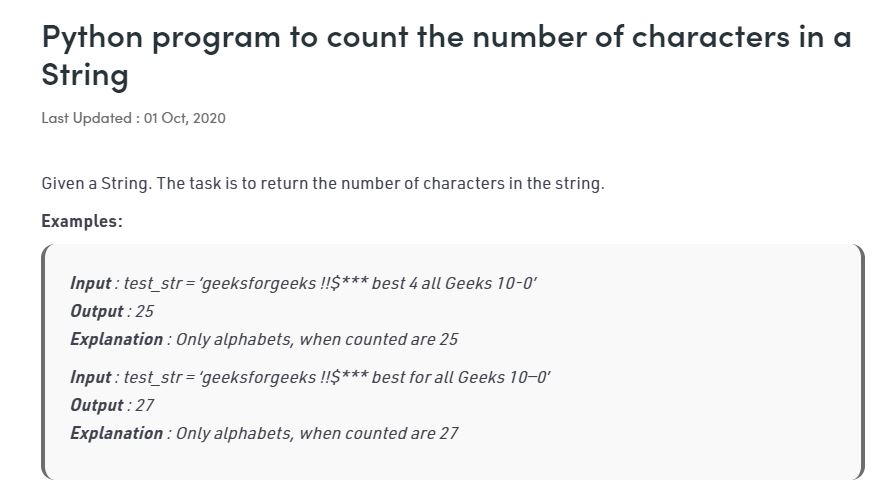 Python program to count the number of characters in a
String
Last Updated : 01 Oct, 2020
Given a String. The task is to return the number of characters in the string.
Examples:
Input : test_str = ‘geeksforgeeks !!$*** best 4 all Geeks 10-0’
Output : 25
Explanation : Only alphabets, when counted are 25
Input : test_str = ‘geeksforgeeks !!$*** best for all Geeks 10—0’
Output : 27
Explanation : Only alphabets, when counted are 27